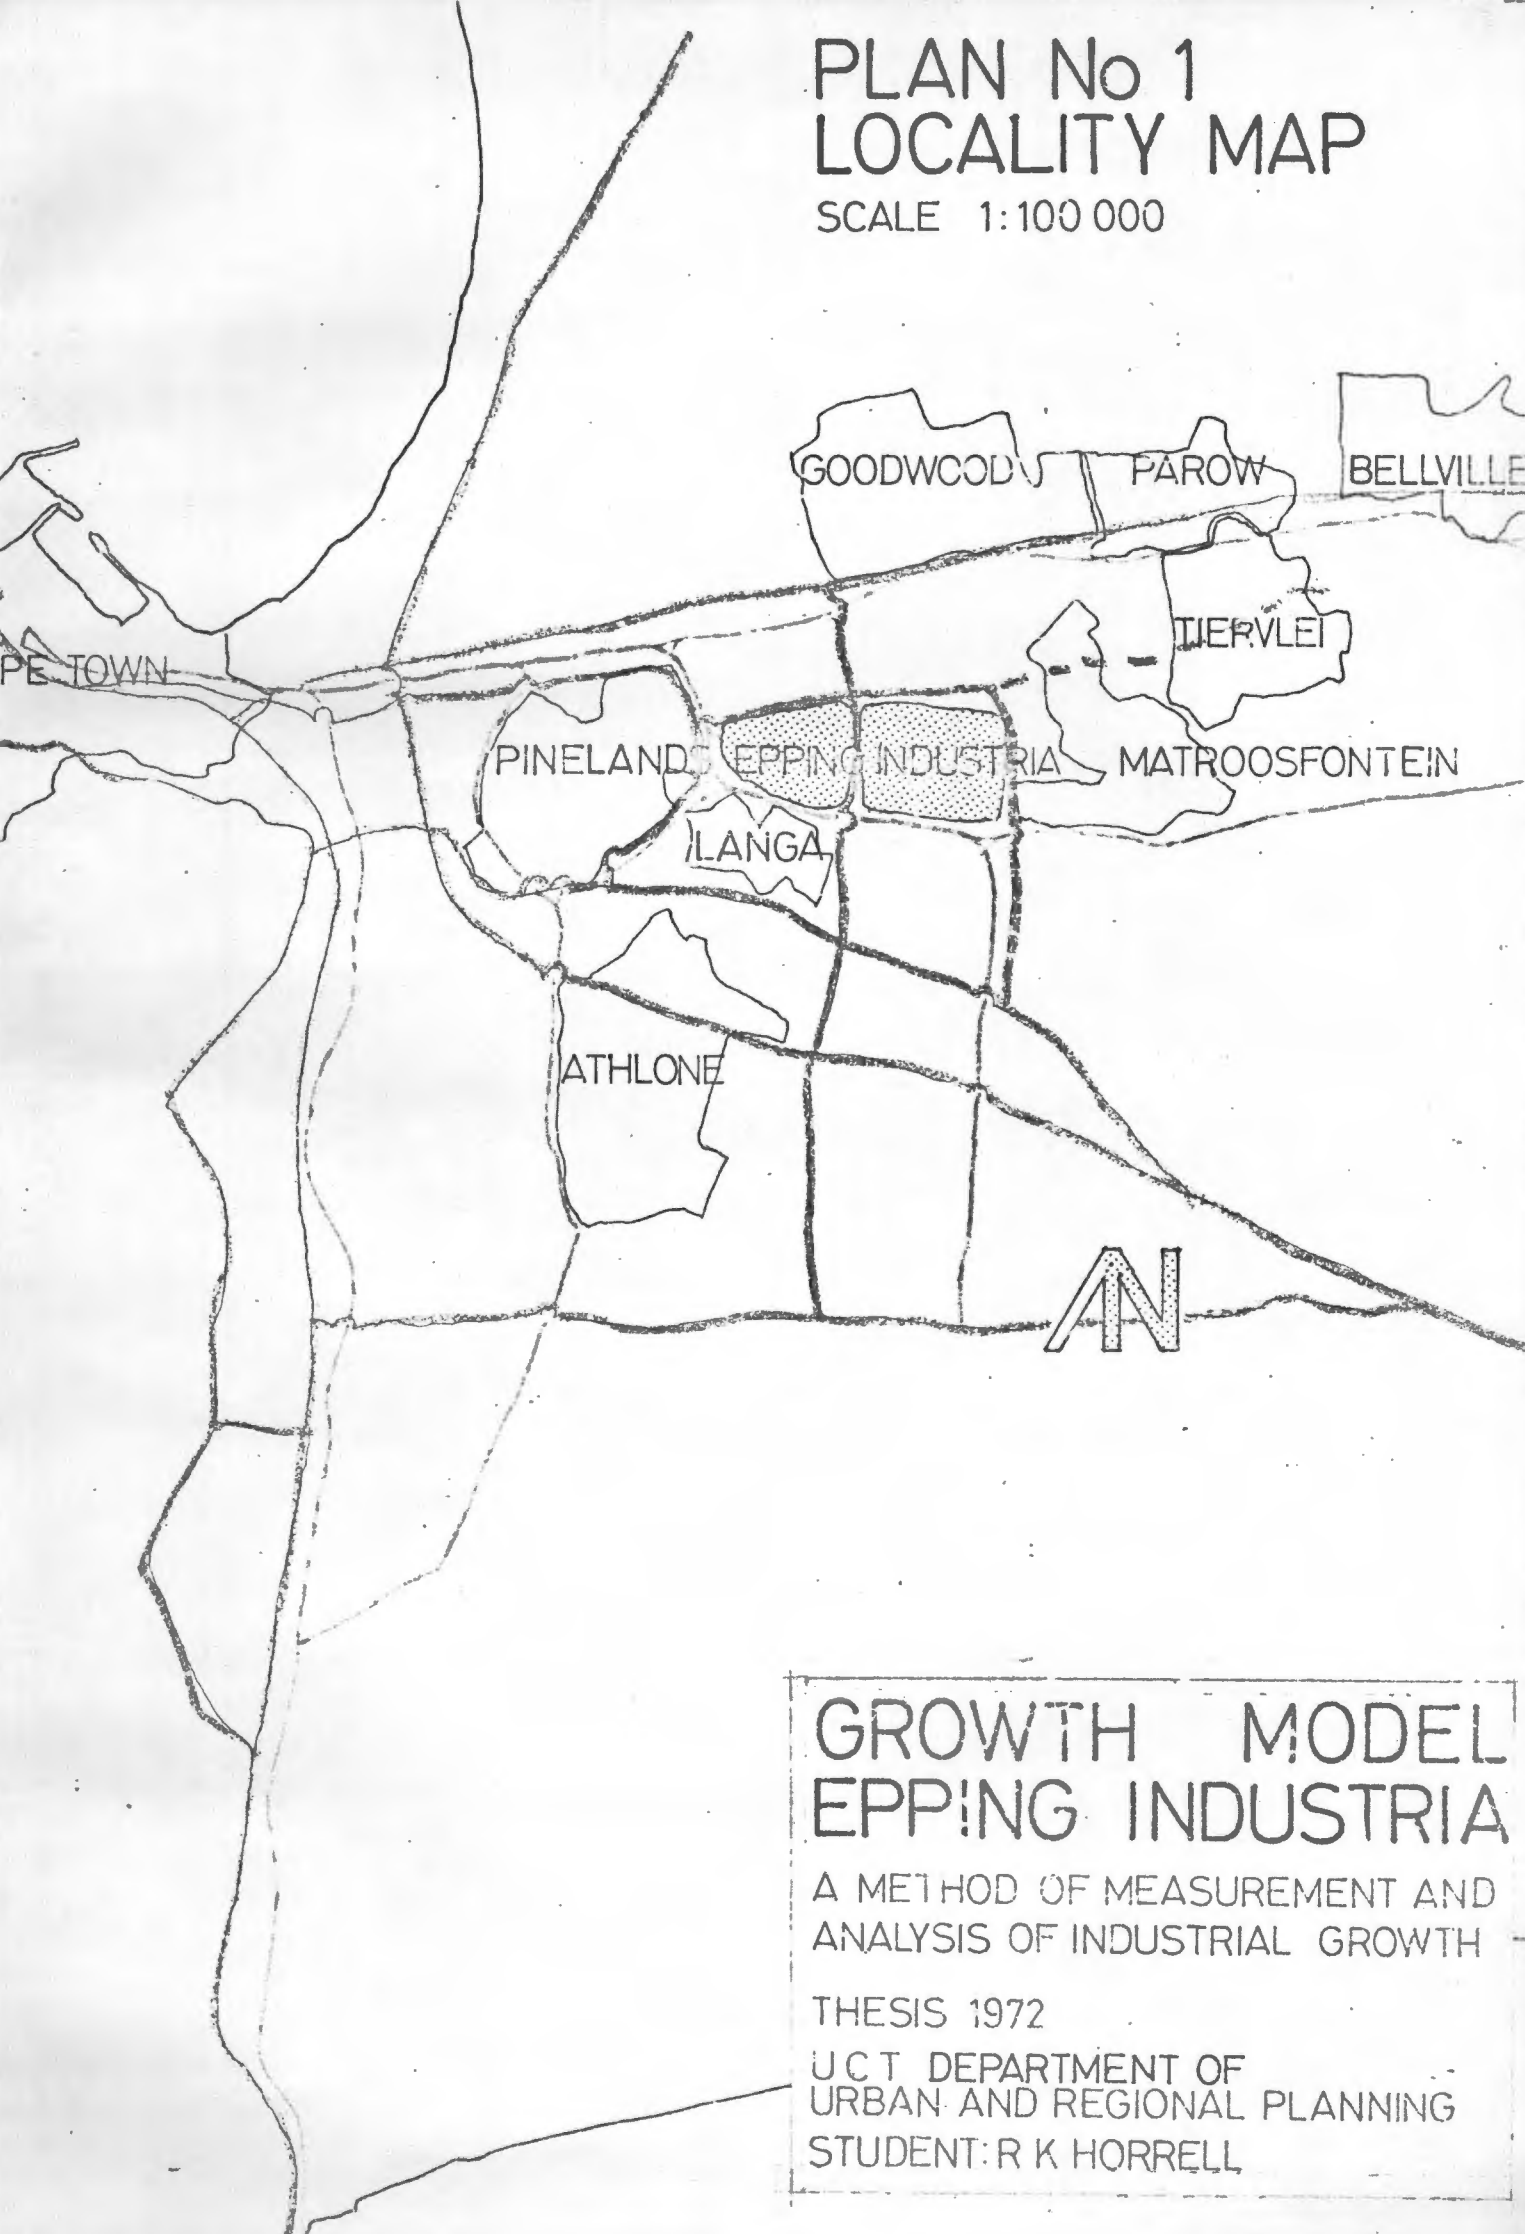 PLAN No 1
LOCALITY MAP
SCALE 1:100 000
GOODWOOD
PAROW
BELLVILLE
TIERVLEI
PE TOWN
PINELANDS
EPPING INDUSTRIA
MATROOSFONTEIN
LANGA
ATHLONE
N
GROWTH MODEL
EPPING INDUSTRIA
A METHOD OF MEASUREMENT AND
ANALYSIS OF INDUSTRIAL GROWTH
THESIS 1972
UCT DEPARTMENT OF
URBAN AND REGIONAL PLANNING
STUDENT: R K HORRELL